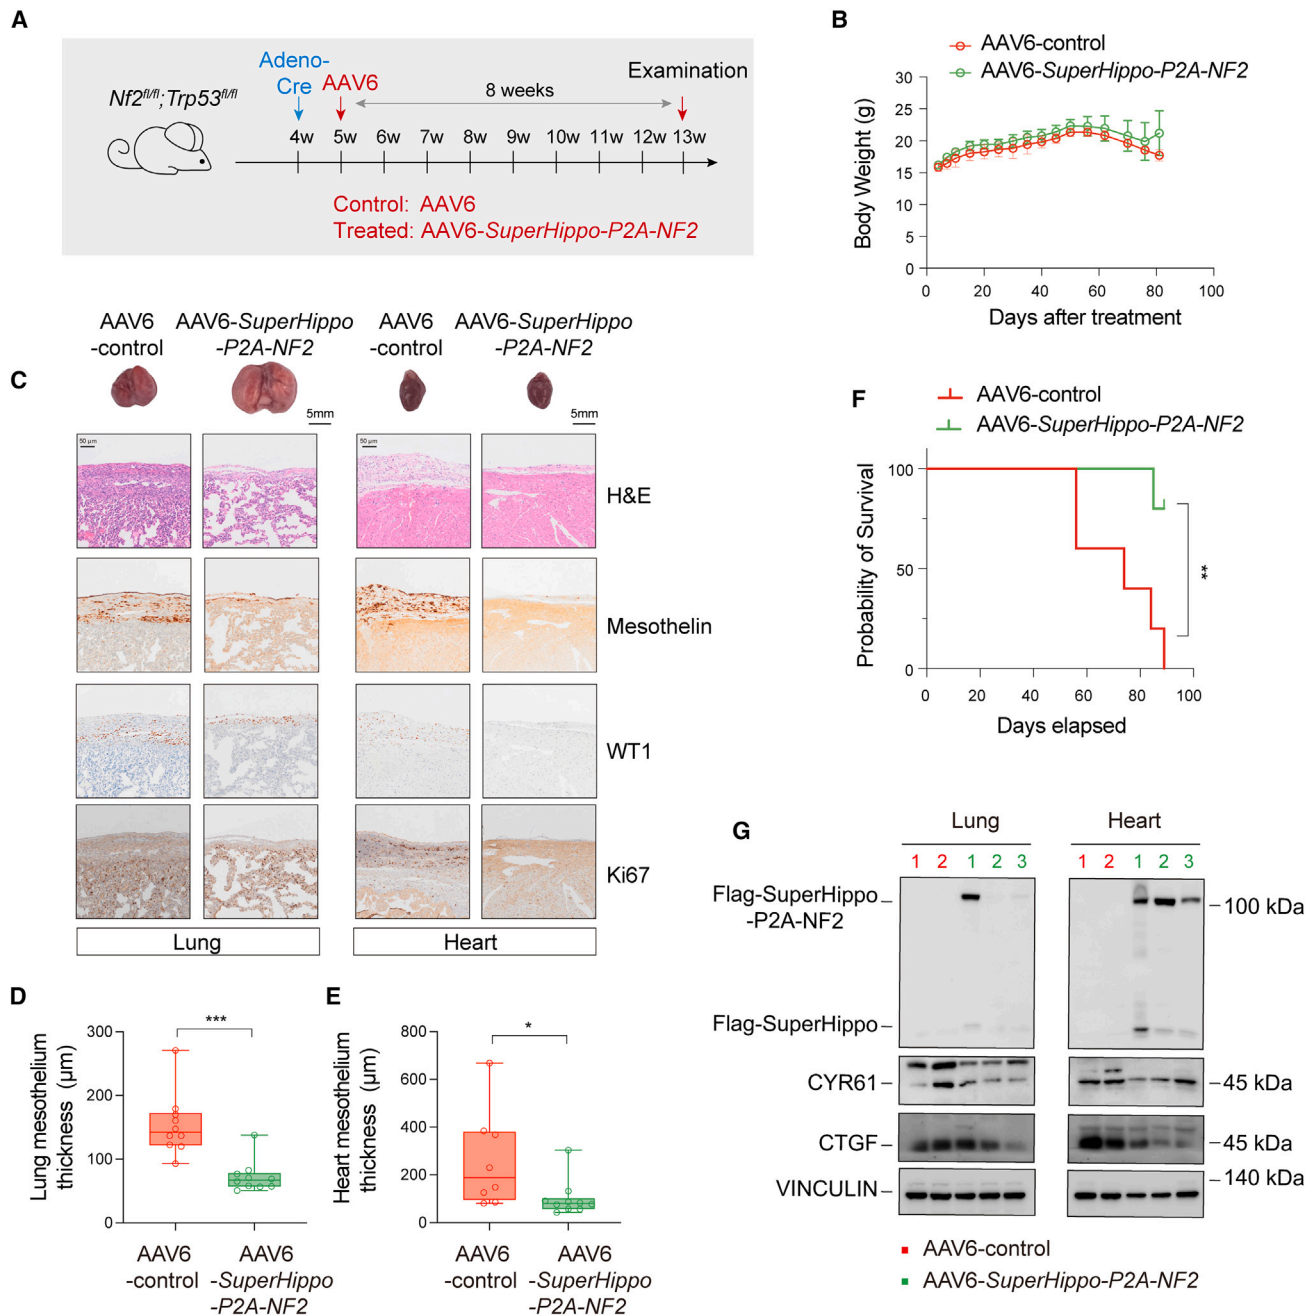 A
Adeno-
Cre
AAV6
Examination
Nf2fl/fl;Trp53fl/fl
8 weeks
4w 5w 6w 7w 8w 9w 10w 11w 12w 13w
Control: AAV6
Treated: AAV6-SuperHippo-P2A-NF2
B
AAV6-control
AAV6-SuperHippo-P2A-NF2
Body Weight (g)
30
25
20
15
10
5
0
0 20 40 60 80 100
Days after treatment
C
AAV6
-control
AAV6-SuperHippo
-P2A-NF2
AAV6
-control
AAV6-SuperHippo
-P2A-NF2
5mm
5mm
50 μm
50 μm
H&E
Mesothelin
WT1
Ki67
Lung
Heart
D
Lung mesothelium
thickness (μm)
300
200
100
0
***
AAV6
-control
AAV6
-SuperHippo
-P2A-NF2
E
Heart mesothelium
thickness (μm)
800
600
400
200
0
*
AAV6
-control
AAV6
-SuperHippo
-P2A-NF2
F
AAV6-control
AAV6-SuperHippo-P2A-NF2
Probability of Survival
100
50
0
**
0 20 40 60 80 100
Days elapsed
G
Lung
Heart
1 2 1 2 3
1 2 1 2 3
Flag-SuperHippo
-P2A-NF2
100 kDa
Flag-SuperHippo
CYR61
45 kDa
CTGF
45 kDa
VINCULIN
140 kDa
AAV6-control
AAV6-SuperHippo-P2A-NF2